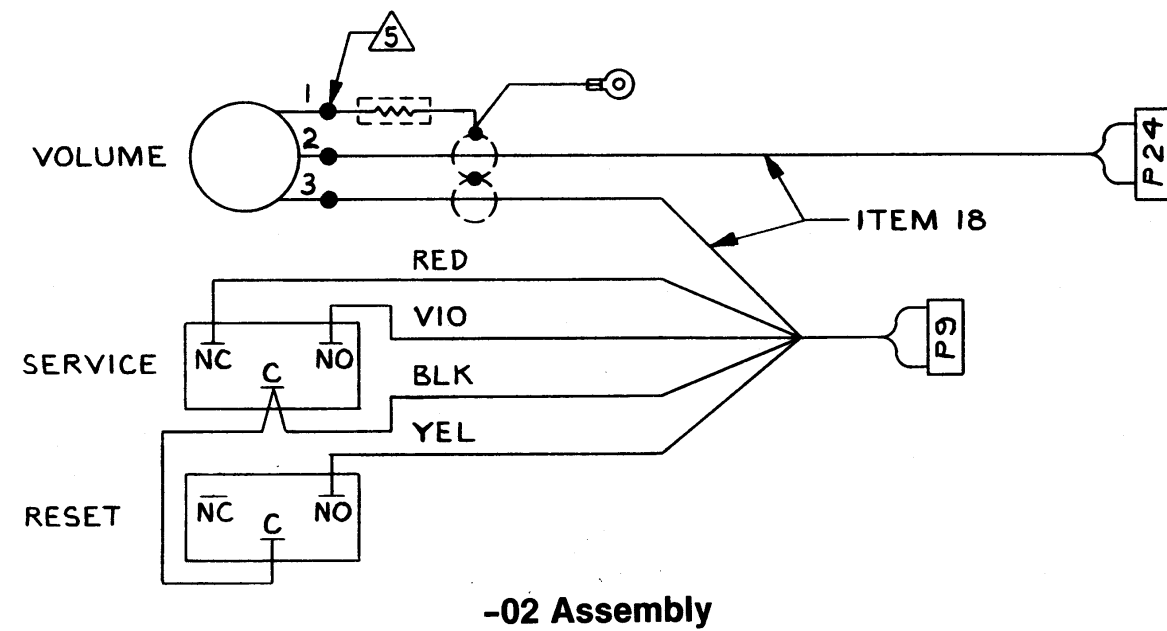 5
1
2
VOLUME
P24
3
ITEM 18
RED
VIO
P9
NC
NO
SERVICE
C
BLK
YEL
NC
NO
RESET
C
-02 Assembly